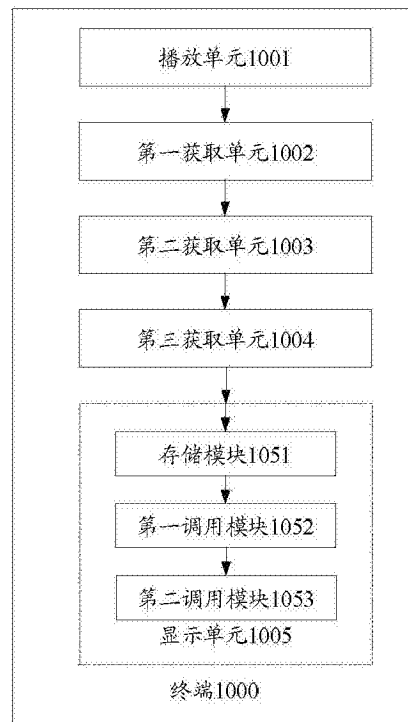 播放单元1001
第一获取单元1002
第二获取单元1003
第三获取单元1004
存储模块1051
第一调用模块1052
第二调用模块1053
显示单元1005
终端1000